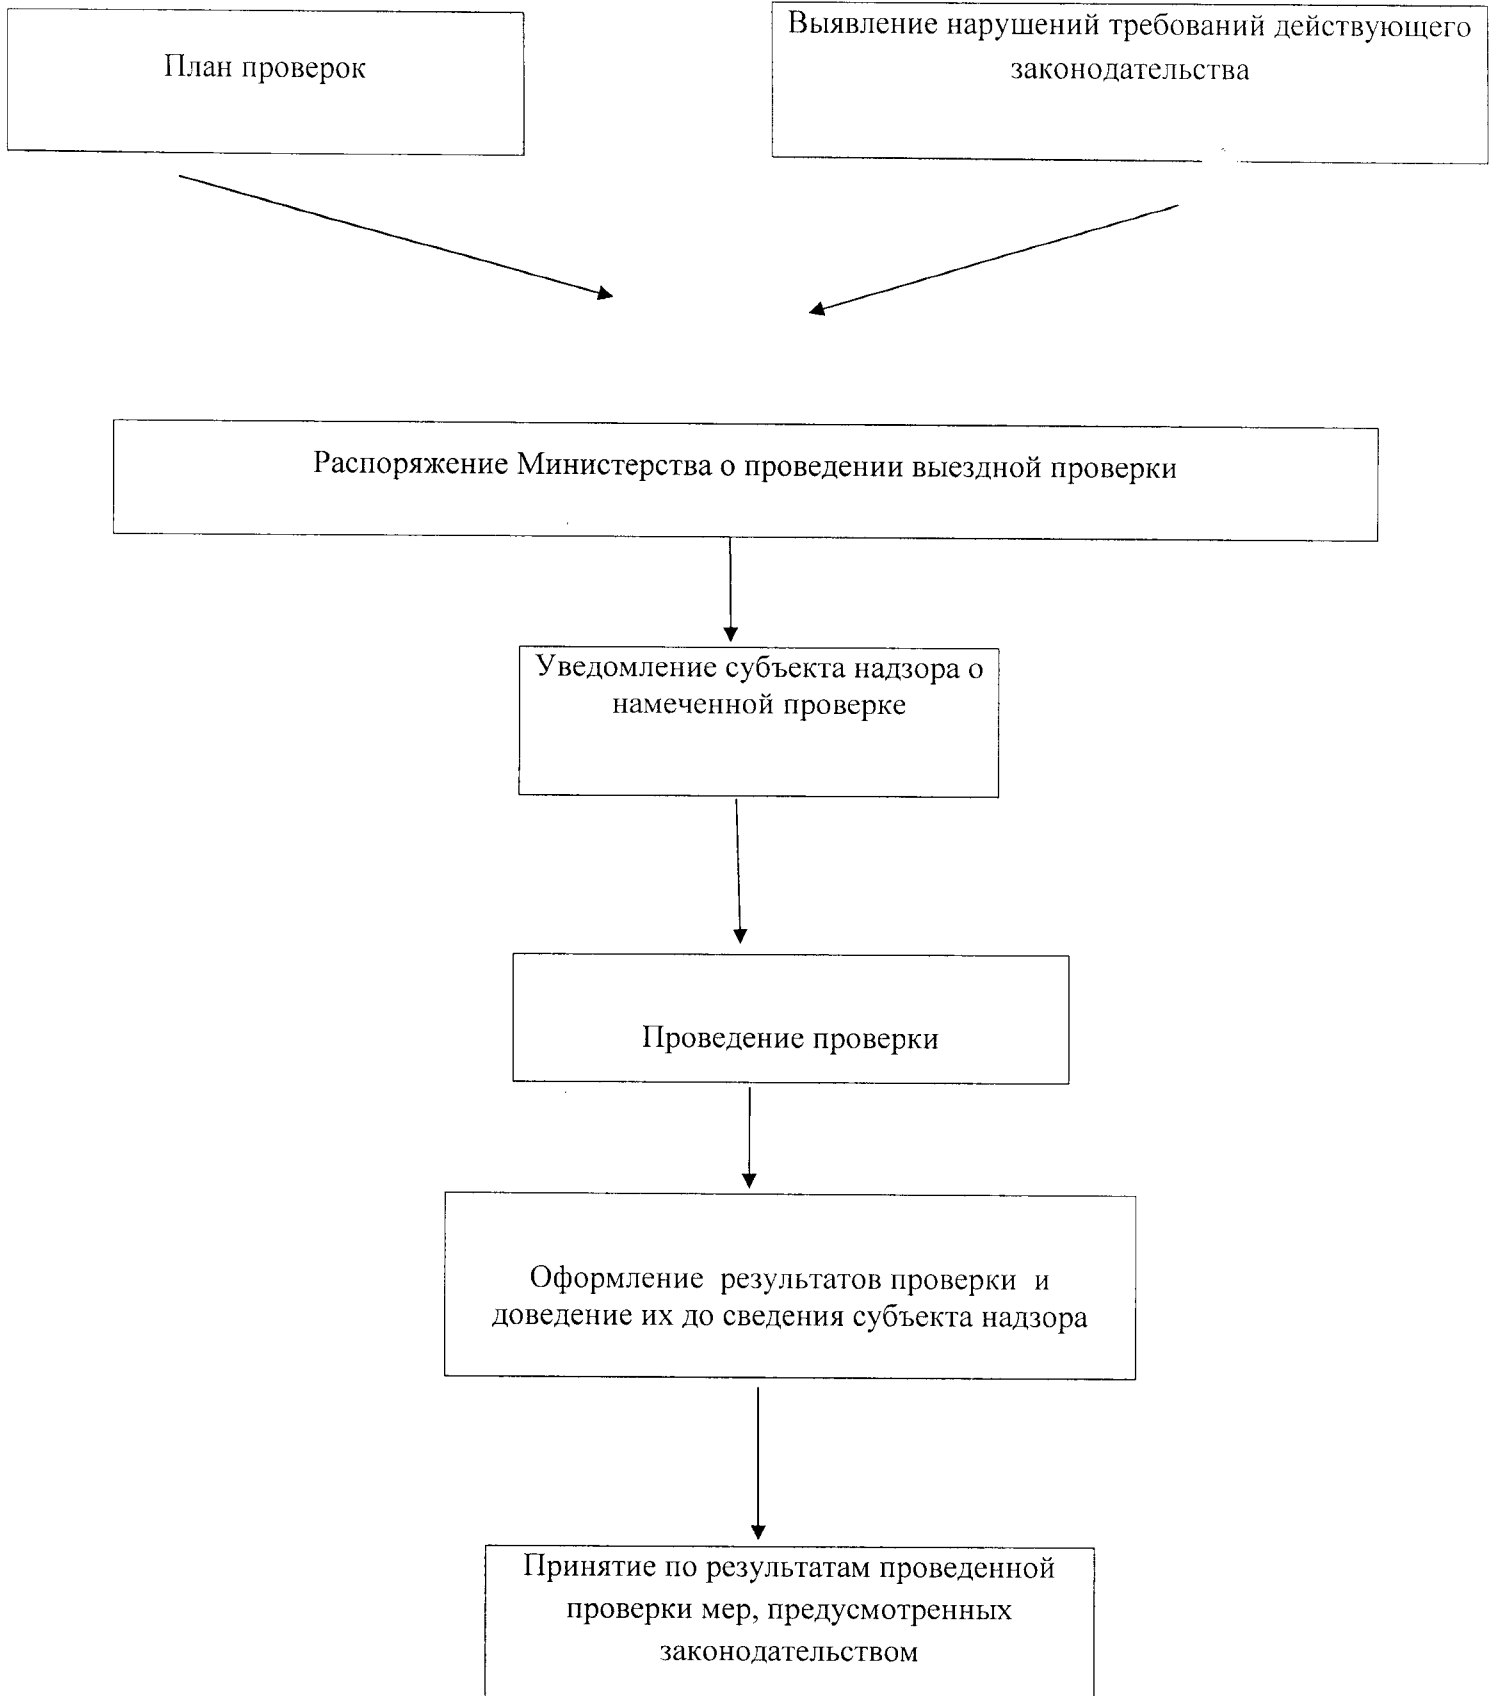 План проверок
Выявление нарушений требований действующего
законодательства
Распоряжение Министерства о проведении выездной проверки
Уведомление субъекта надзора о
намеченной проверке
Проведение проверки
Оформление результатов проверки и
доведение их до сведения субъекта надзора
Принятие по результатам проведенной
проверки мер, предусмотренных
законодательством